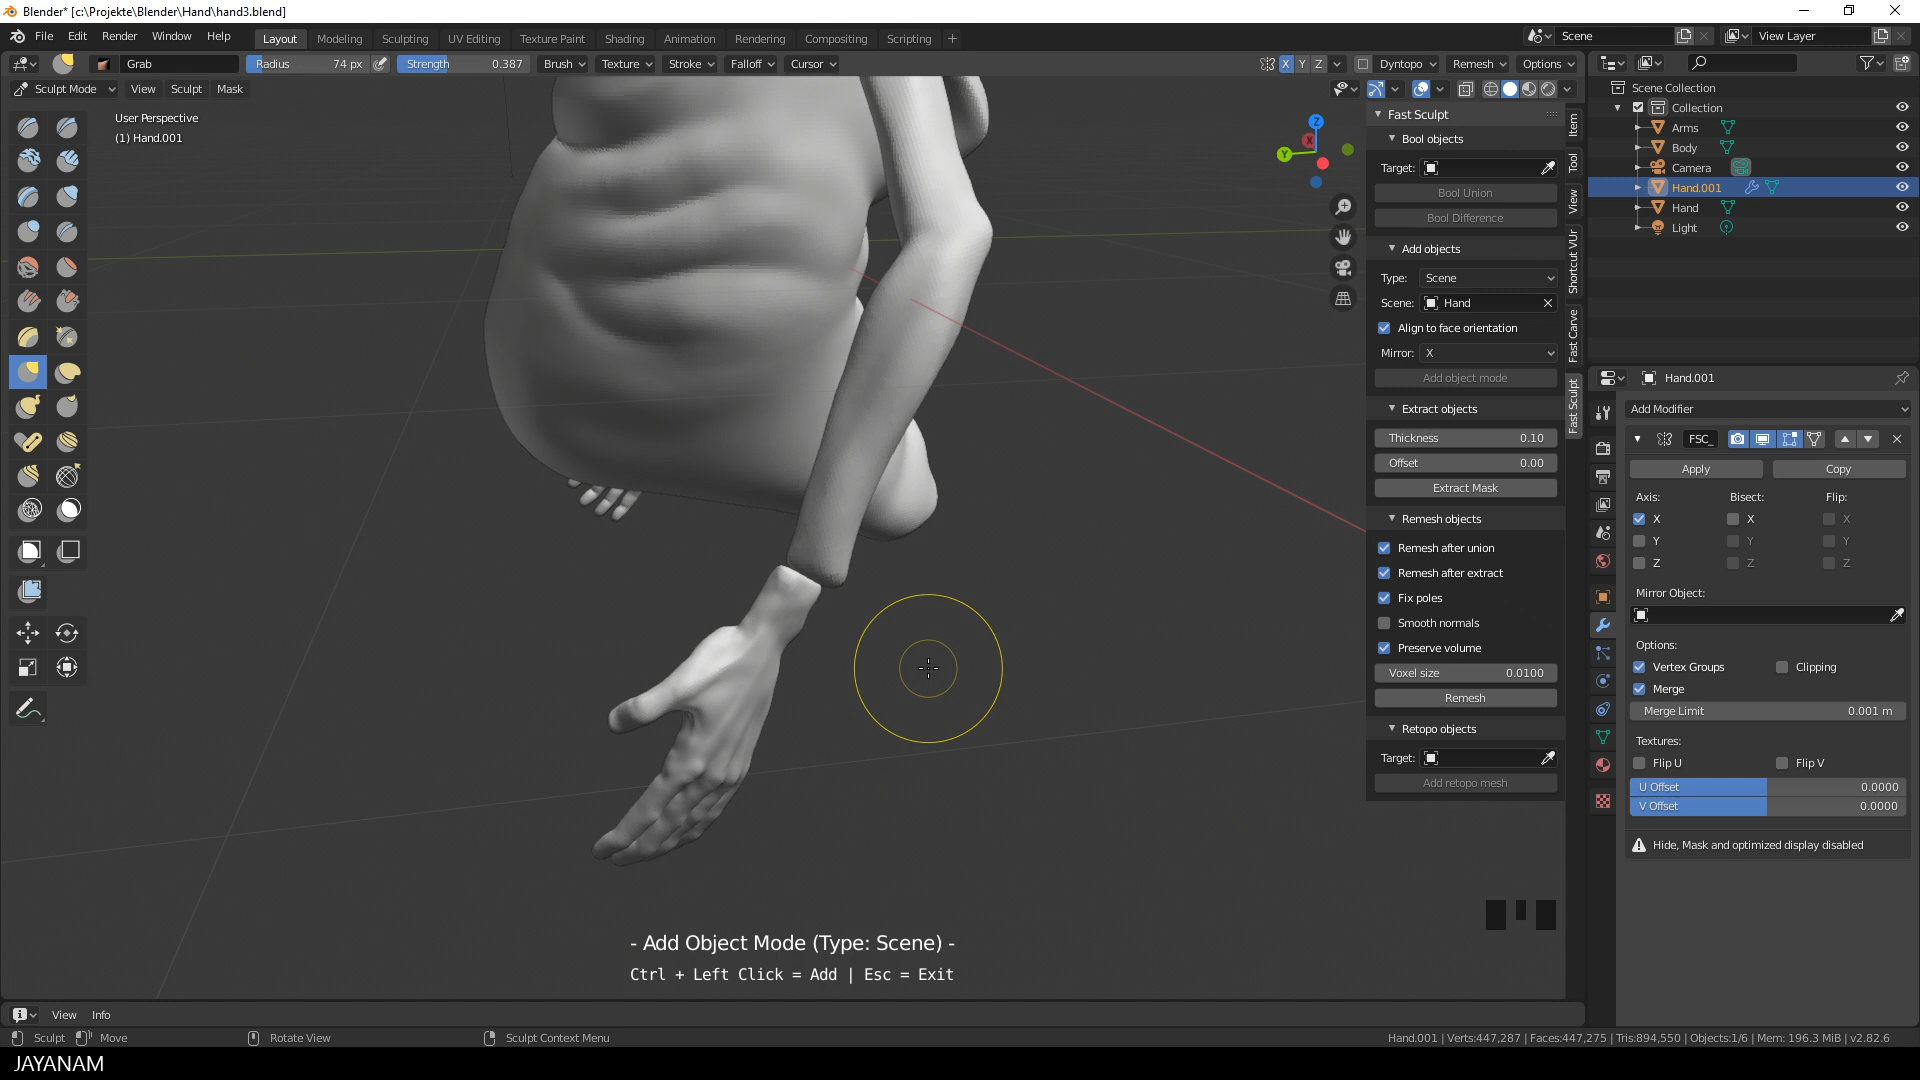 Blender* [c:\Projekte\Blender\Hand\hand3.blend]
File Edit Render Window Help
Layout Modeling Sculpting UV Editing Texture Paint Shading Animation Rendering Compositing Scripting +
Scene
View Layer
Grab
Radius 74 px
Strength 0.387
Brush Texture Stroke Falloff Cursor
X Y Z
Dyntopo Remesh Options
Sculpt Mode View Sculpt Mask
User Perspective
(1) Hand.001
Z
X
Y
Fast Sculpt
Bool objects
Target:
Bool Union
Bool Difference
Add objects
Type: Scene
Scene: Hand
Align to face orientation
Mirror: X
Add object mode
Extract objects
Thickness 0.10
Offset 0.00
Extract Mask
Remesh objects
Remesh after union
Remesh after extract
Fix poles
Smooth normals
Preserve volume
Voxel size 0.0100
Remesh
Retopo objects
Target:
Add retopo mesh
Item
Tool
View
Shortcut VUr
Fast Carve
Fast Sculpt
Scene Collection
Collection
Arms
Body
Camera
Hand.001
Hand
Light
Hand.001
Add Modifier
FSC_
Apply Copy
Axis: Bisect: Flip:
X X X
Y Y Y
Z Z Z
Mirror Object:
Options:
Vertex Groups Clipping
Merge
Merge Limit 0.001 m
Textures:
Flip U Flip V
U Offset 0.0000
V Offset 0.0000
Hide, Mask and optimized display disabled
- Add Object Mode (Type: Scene) -
Ctrl + Left Click = Add | Esc = Exit
View Info
Sculpt Move Rotate View Sculpt Context Menu
Hand.001 | Verts:447,287 | Faces:447,275 | Tris:894,550 | Objects:1/6 | Mem: 196.3 MiB | v2.82.6
JAYANAM